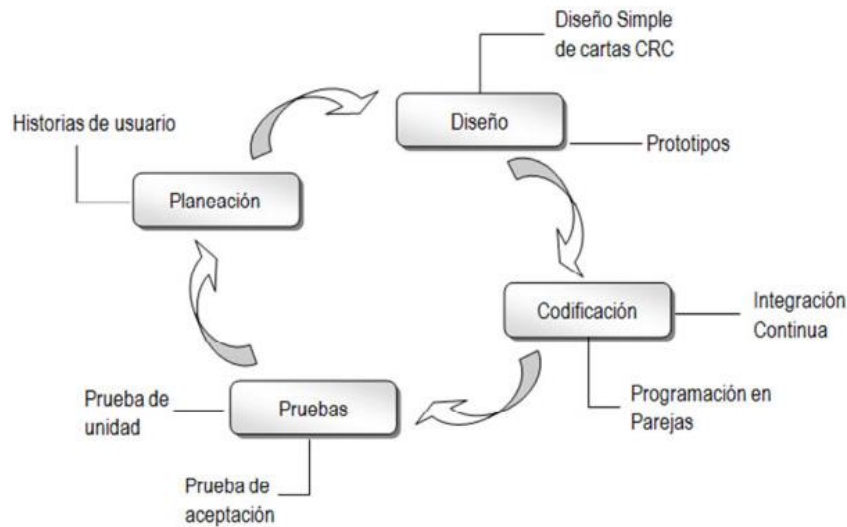 Diseño Simple
de cartas CRC
Diseño
Prototipos
Historias de usuario
Planeación
Codificación
Integración
Continua
Programación en
Parejas
Pruebas
Prueba de
unidad
Prueba de
aceptación